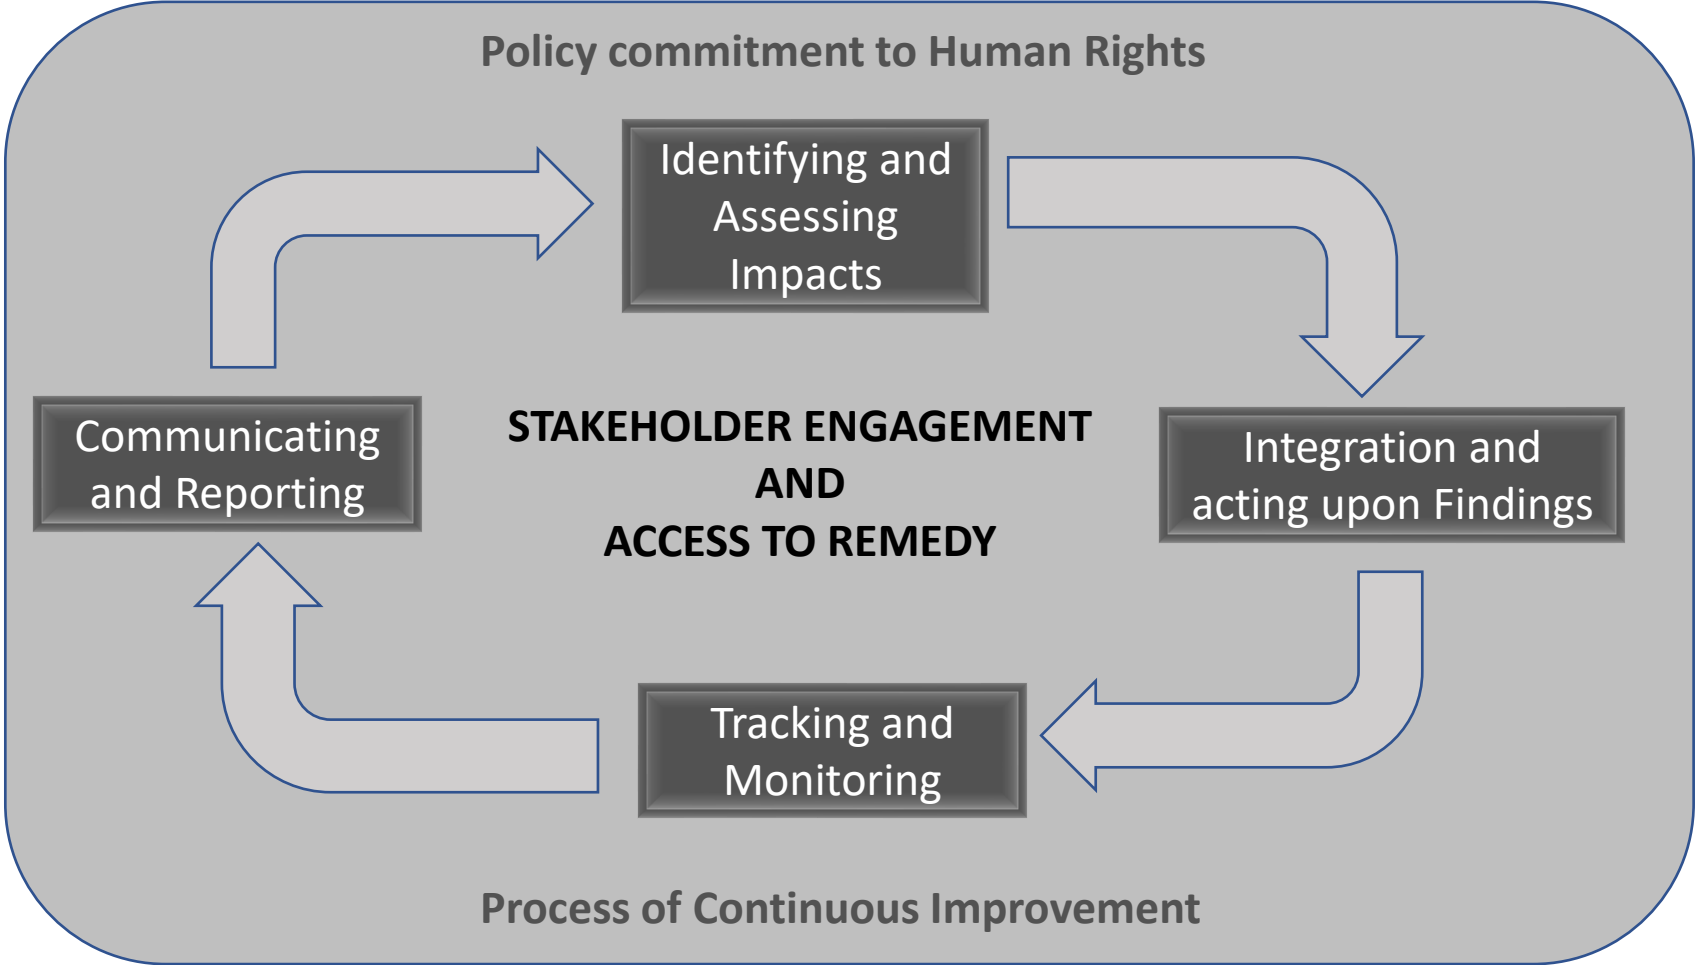 Policy commitment to Human Rights
Identifying and
Assessing
Impacts
Communicating
and Reporting
STAKEHOLDER ENGAGEMENT
AND
ACCESS TO REMEDY
Integration and
acting upon Findings
Tracking and
Monitoring
Process of Continuous Improvement